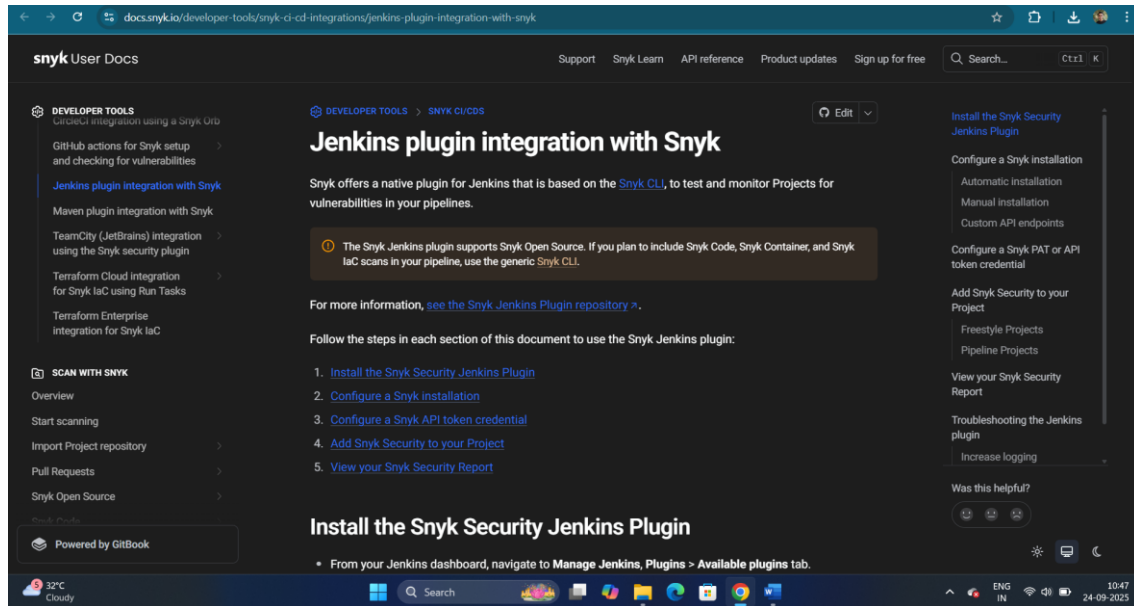 docs.snyk.io/developer-tools/snyk-ci-cd-integrations/jenkins-plugin-integration-with-snyk
snyk User Docs
Support
Snyk Learn
API reference
Product updates
Sign up for free
Search...
Ctrl K
DEVELOPER TOOLS
CircleCI integration using a Snyk Orb
GitHub actions for Snyk setup
and checking for vulnerabilities
Jenkins plugin integration with Snyk
Maven plugin integration with Snyk
TeamCity (JetBrains) integration
using the Snyk security plugin
Terraform Cloud integration
for Snyk IaC using Run Tasks
Terraform Enterprise
integration for Snyk IaC
SCAN WITH SNYK
Overview
Start scanning
Import Project repository
Pull Requests
Snyk Open Source
Snyk Code
Powered by GitBook
DEVELOPER TOOLS > SNYK CI/CDS
Edit
Jenkins plugin integration with Snyk
Snyk offers a native plugin for Jenkins that is based on the Snyk CLI, to test and monitor Projects for
vulnerabilities in your pipelines.
The Snyk Jenkins plugin supports Snyk Open Source. If you plan to include Snyk Code, Snyk Container, and Snyk
IaC scans in your pipeline, use the generic Snyk CLI.
For more information, see the Snyk Jenkins Plugin repository ↗.
Follow the steps in each section of this document to use the Snyk Jenkins plugin:
1. Install the Snyk Security Jenkins Plugin
2. Configure a Snyk installation
3. Configure a Snyk API token credential
4. Add Snyk Security to your Project
5. View your Snyk Security Report
Install the Snyk Security Jenkins Plugin
• From your Jenkins dashboard, navigate to Manage Jenkins, Plugins > Available plugins tab.
Install the Snyk Security
Jenkins Plugin
Configure a Snyk installation
Automatic installation
Manual installation
Custom API endpoints
Configure a Snyk PAT or API
token credential
Add Snyk Security to your
Project
Freestyle Projects
Pipeline Projects
View your Snyk Security
Report
Troubleshooting the Jenkins
plugin
Increase logging
Was this helpful?
5
32°C
Cloudy
Search
ENG
IN
10:47
24-09-2025